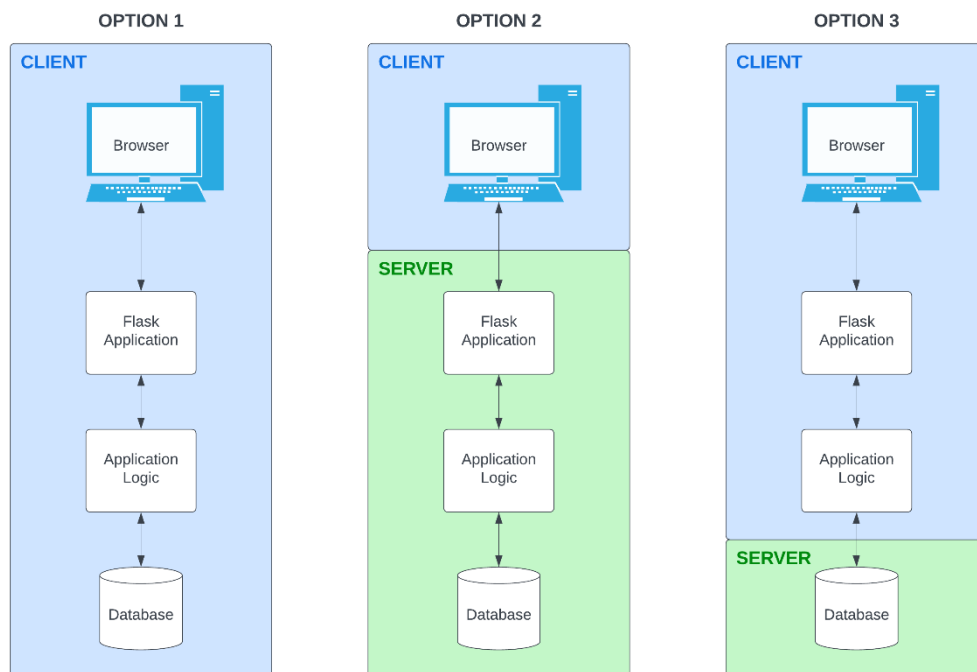 OPTION 1
CLIENT
Browser
Flask
Application
Application
Logic
Database
OPTION 2
CLIENT
Browser
SERVER
Flask
Application
Application
Logic
Database
OPTION 3
CLIENT
Browser
Flask
Application
Application
Logic
SERVER
Database